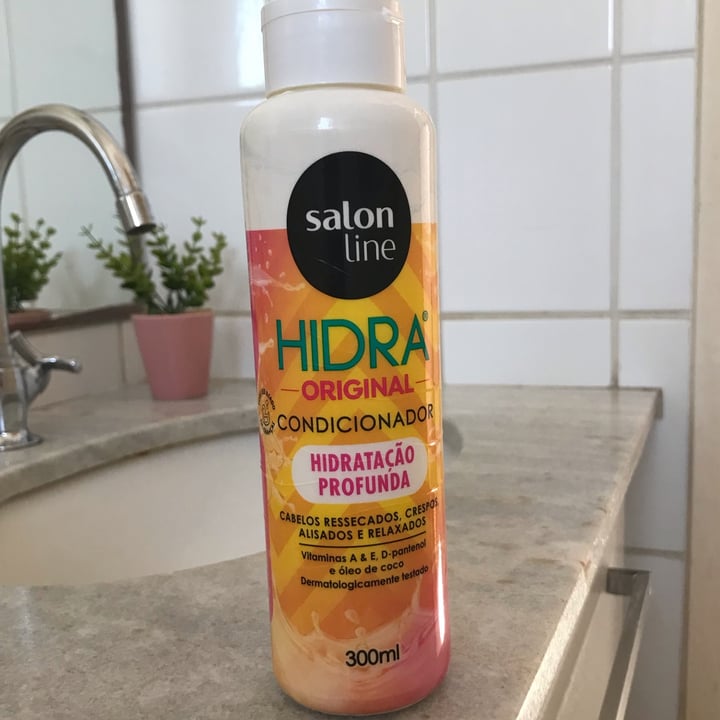 salon
line
HIDRA®
ORIGINAL
CONDICIONADOR
HIDRATAÇÃO
PROFUNDA
CABELOS RESSECADOS, CRESPOS,
ALISADOS E RELAXADOS
Vitaminas A & E, D-pantenol
e óleo de coco
Dermatologicamente testado
300ml